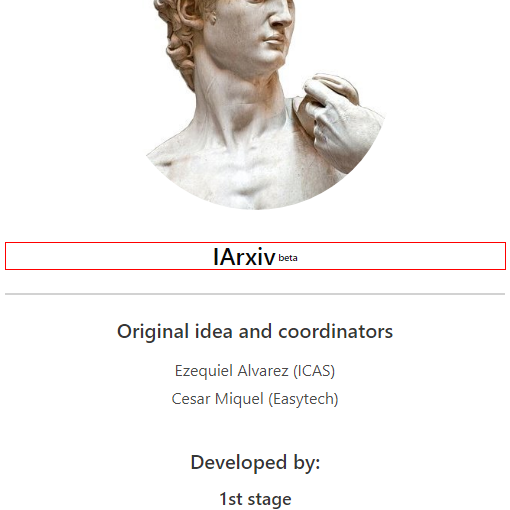 IArxiv beta
Original idea and coordinators
Ezequiel Alvarez (ICAS)
Cesar Miquel (Easytech)
Developed by:
1st stage